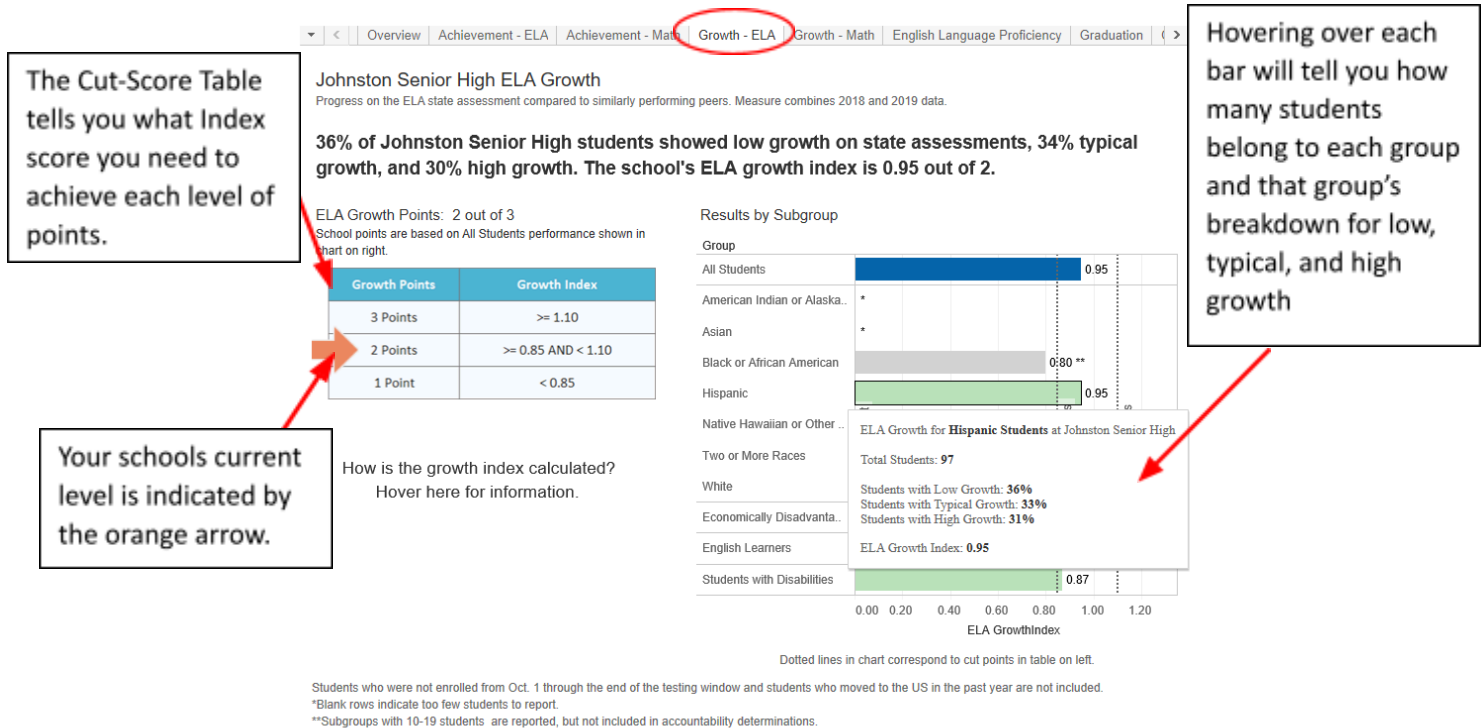 Overview
Achievement - ELA
Achievement - Math
Growth - ELA
Growth - Math
English Language Proficiency
Graduation
The Cut-Score Table
tells you what Index
score you need to
achieve each level of
points.
Hovering over each
bar will tell you how
many students
belong to each group
and that group's
breakdown for low,
typical, and high
growth
Johnston Senior High ELA Growth
Progress on the ELA state assessment compared to similarly performing peers. Measure combines 2018 and 2019 data.
36% of Johnston Senior High students showed low growth on state assessments, 34% typical
growth, and 30% high growth. The school's ELA growth index is 0.95 out of 2.
ELA Growth Points: 2 out of 3
School points are based on All Students performance shown in
chart on right.
Growth Points Growth Index
3 Points >= 1.10
2 Points >= 0.85 AND < 1.10
1 Point < 0.85
Your schools current
level is indicated by
the orange arrow.
How is the growth index calculated?
Hover here for information.
Results by Subgroup
Group
All Students 0.95
American Indian or Alaska.. *
Asian *
Black or African American 0.80 **
Hispanic 0.95
Native Hawaiian or Other ..
Two or More Races
White
Economically Disadvanta..
English Learners
Students with Disabilities 0.87
ELA Growth for Hispanic Students at Johnston Senior High
Total Students: 97
Students with Low Growth: 36%
Students with Typical Growth: 33%
Students with High Growth: 31%
ELA Growth Index: 0.95
0.00 0.20 0.40 0.60 0.80 1.00 1.20
ELA GrowthIndex
Dotted lines in chart correspond to cut points in table on left.
Students who were not enrolled from Oct. 1 through the end of the testing window and students who moved to the US in the past year are not included.
*Blank rows indicate too few students to report.
**Subgroups with 10-19 students are reported, but not included in accountability determinations.